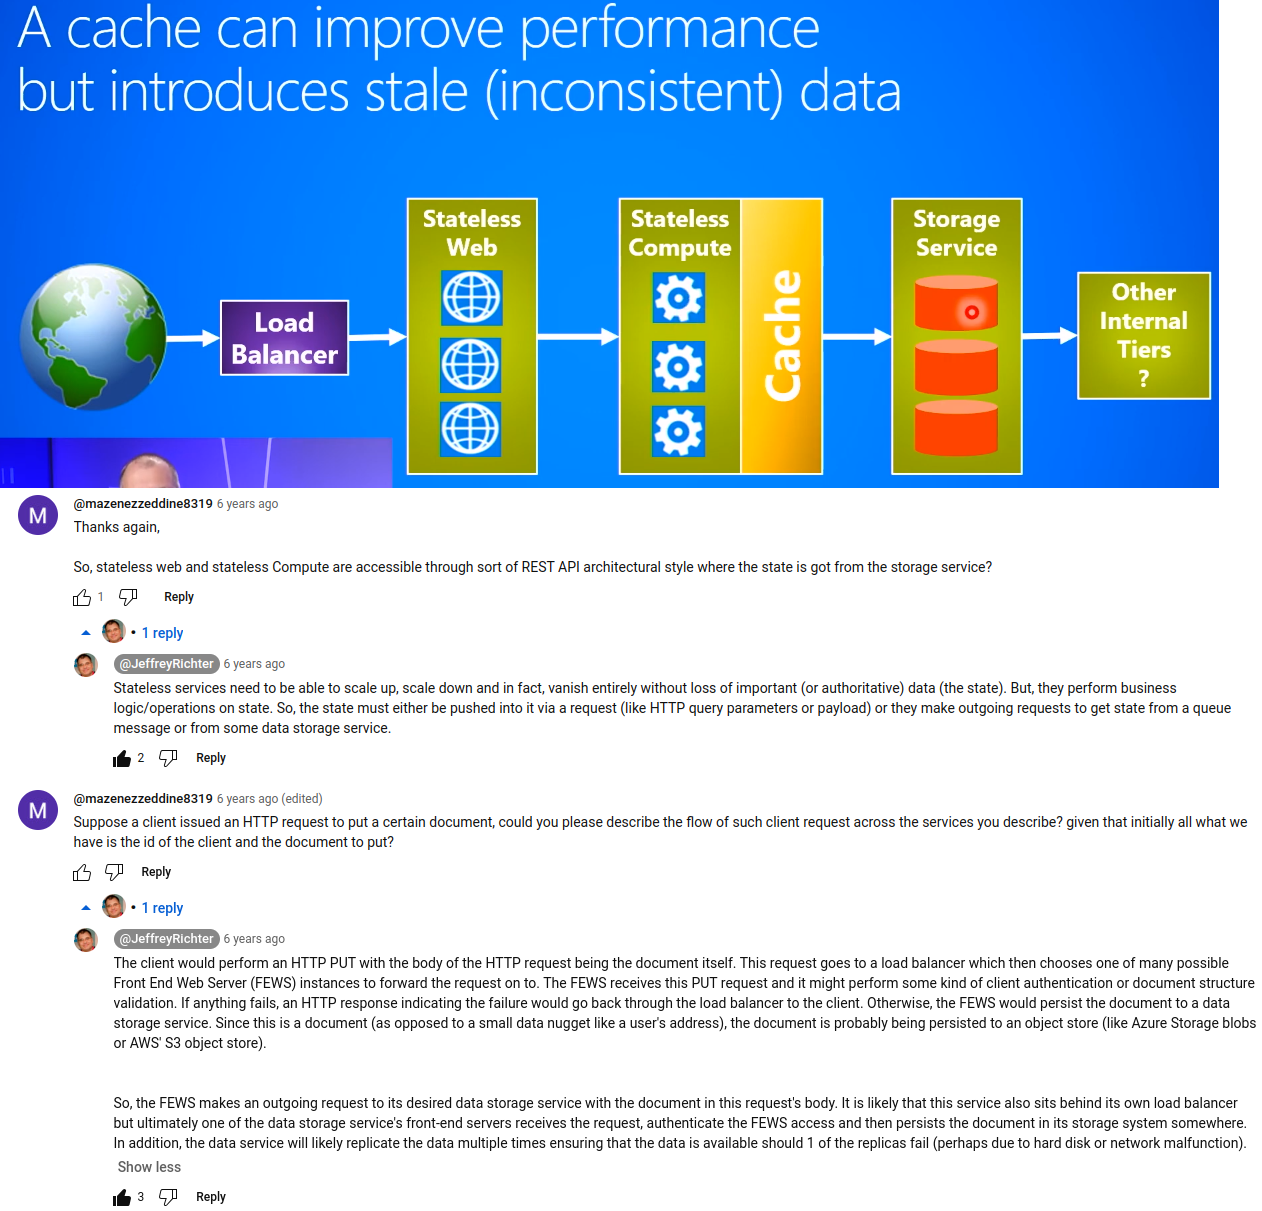 A cache can improve performance
but introduces stale (inconsistent) data
Load
Balancer
Stateless
Web
Stateless
Compute
Cache
Storage
Service
Other
Internal
Tiers
?
M
@mazenezzeddine8319 6 years ago
Thanks again,
So, stateless web and stateless Compute are accessible through sort of REST API architectural style where the state is got from the storage service?
1 Reply
• 1 reply
@JeffreyRichter 6 years ago
Stateless services need to be able to scale up, scale down and in fact, vanish entirely without loss of important (or authoritative) data (the state). But, they perform business
logic/operations on state. So, the state must either be pushed into it via a request (like HTTP query parameters or payload) or they make outgoing requests to get state from a queue
message or from some data storage service.
2 Reply
M
@mazenezzeddine8319 6 years ago (edited)
Suppose a client issued an HTTP request to put a certain document, could you please describe the flow of such client request across the services you describe? given that initially all what we
have is the id of the client and the document to put?
Reply
• 1 reply
@JeffreyRichter 6 years ago
The client would perform an HTTP PUT with the body of the HTTP request being the document itself. This request goes to a load balancer which then chooses one of many possible
Front End Web Server (FEWS) instances to forward the request on to. The FEWS receives this PUT request and it might perform some kind of client authentication or document structure
validation. If anything fails, an HTTP response indicating the failure would go back through the load balancer to the client. Otherwise, the FEWS would persist the document to a data
storage service. Since this is a document (as opposed to a small data nugget like a user's address), the document is probably being persisted to an object store (like Azure Storage blobs
or AWS' S3 object store).
So, the FEWS makes an outgoing request to its desired data storage service with the document in this request's body. It is likely that this service also sits behind its own load balancer
but ultimately one of the data storage service's front-end servers receives the request, authenticate the FEWS access and then persists the document in its storage system somewhere.
In addition, the data service will likely replicate the data multiple times ensuring that the data is available should 1 of the replicas fail (perhaps due to hard disk or network malfunction).
Show less
3 Reply